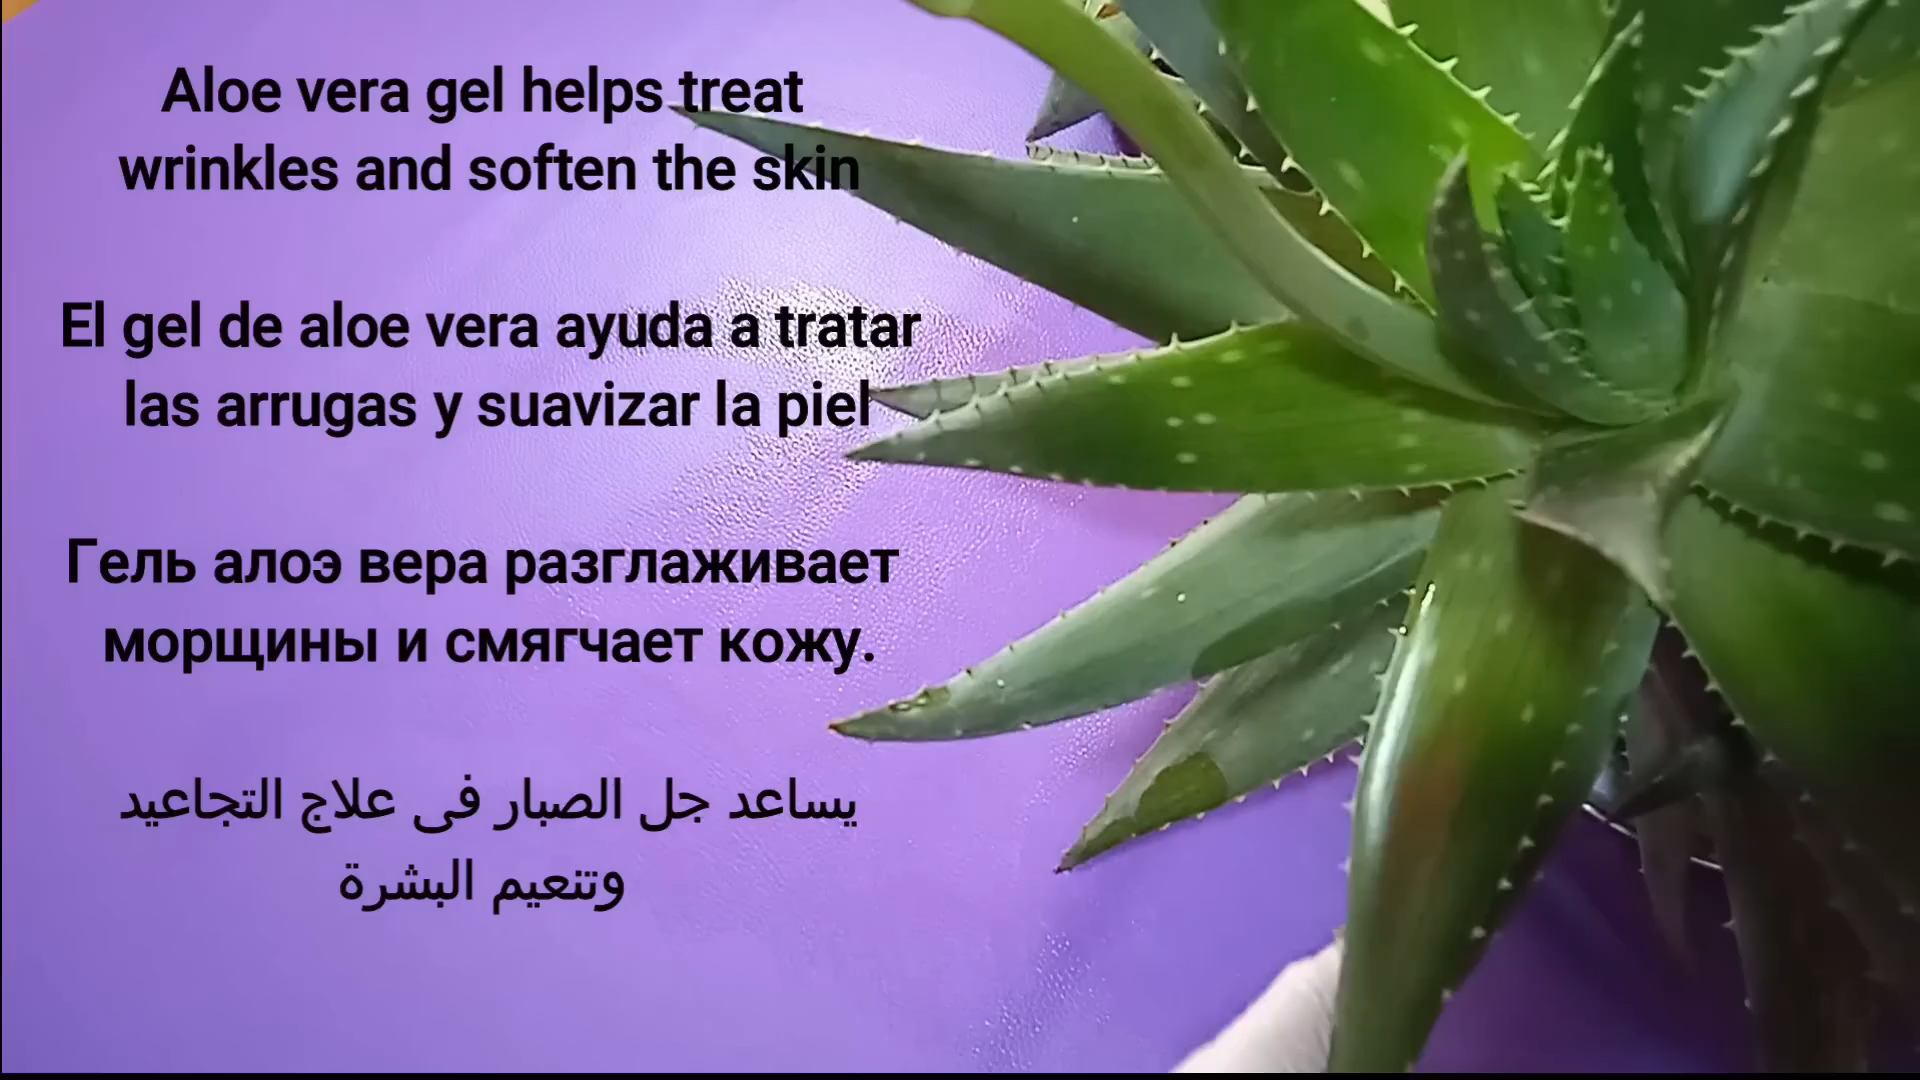 Aloe vera gel helps treat
wrinkles and soften the skin
El gel de aloe vera ayuda a tratar
las arrugas y suavizar la piel
Гель алоэ вера разглаживает
морщины и смягчает кожу.
يساعد جل الصبار فى علاج التجاعيد
وتنعيم البشرة